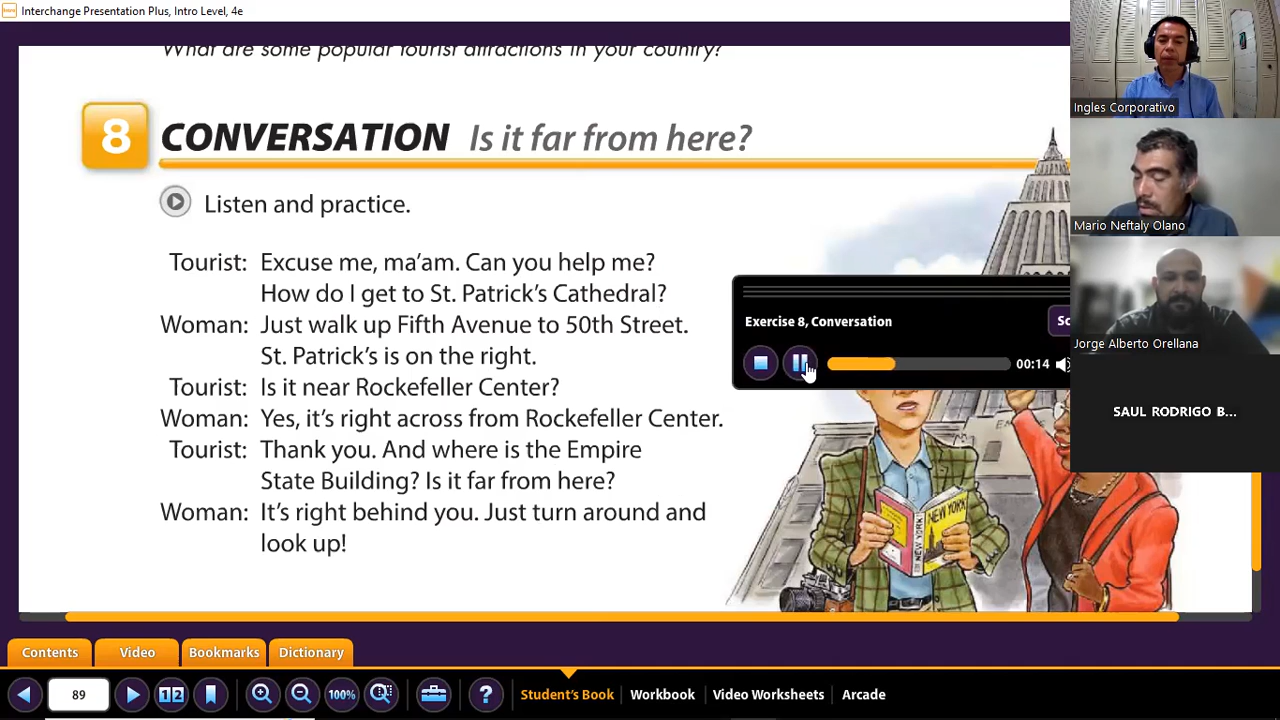 Interchange Presentation Plus, Intro Level, 4e
What are some popular tourist attractions in your country?
8 CONVERSATION Is it far from here?
Listen and practice.
Tourist: Excuse me, ma'am. Can you help me?
How do I get to St. Patrick's Cathedral?
Woman: Just walk up Fifth Avenue to 50th Street.
St. Patrick's is on the right.
Tourist: Is it near Rockefeller Center?
Woman: Yes, it's right across from Rockefeller Center.
Tourist: Thank you. And where is the Empire
State Building? Is it far from here?
Woman: It's right behind you. Just turn around and
look up!
Exercise 8, Conversation
Sc
00:14
NEW YORK
NEW YORK
Ingles Corporativo
Mario Neftaly Olano
Jorge Alberto Orellana
SAUL RODRIGO B...
Contents Video Bookmarks Dictionary
89 12 100% Student's Book Workbook Video Worksheets Arcade